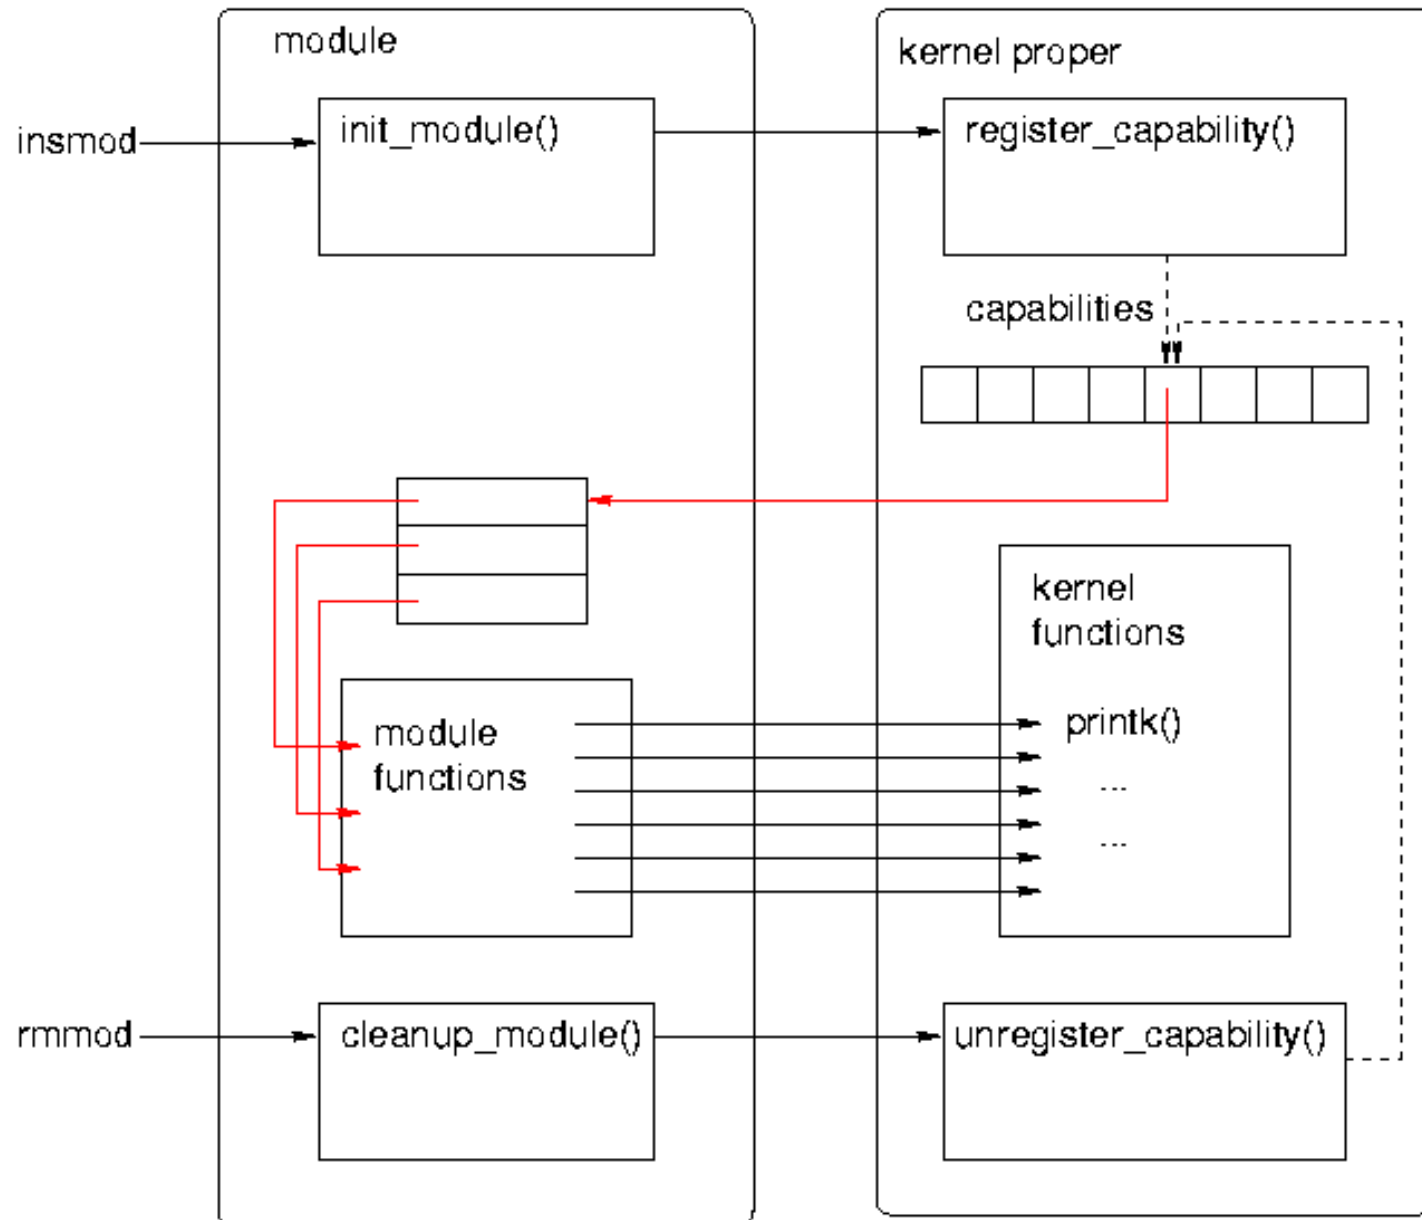 module
kernel proper
insmod
init_module()
register_capability()
capabilities
kernel
functions
printk()
...
...
module
functions
rmmod
cleanup_module()
unregister_capability()